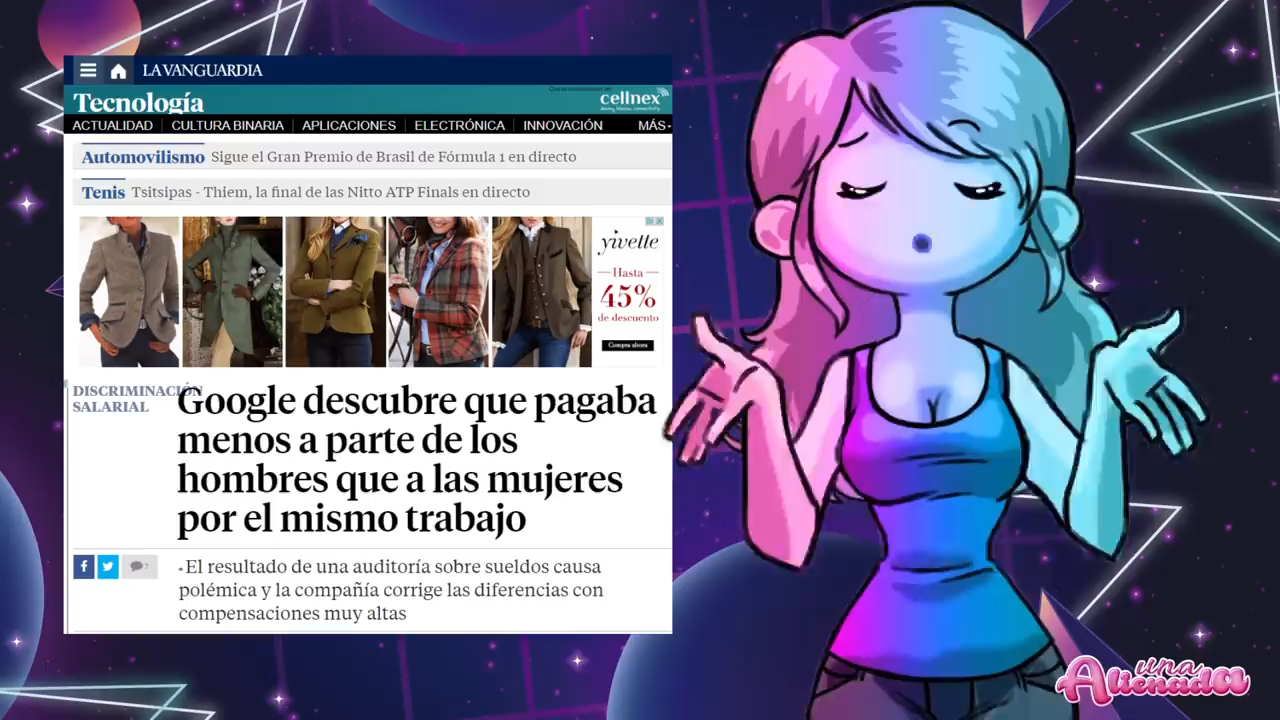 LA VANGUARDIA
Tecnología
cellnex
ACTUALIDAD CULTURA BINARIA APLICACIONES ELECTRÓNICA INNOVACIÓN MÁS
Automovilismo Sigue el Gran Premio de Brasil de Fórmula 1 en directo
Tenis Tsitsipas - Thiem, la final de las Nitto ATP Finals en directo
yivette
Hasta
45%
de descuento
Compra ahora
DISCRIMINACIÓN
SALARIAL
Google descubre que pagaba
menos a parte de los
hombres que a las mujeres
por el mismo trabajo
El resultado de una auditoría sobre sueldos causa
polémica y la compañía corrige las diferencias con
compensaciones muy altas
una
Alienada